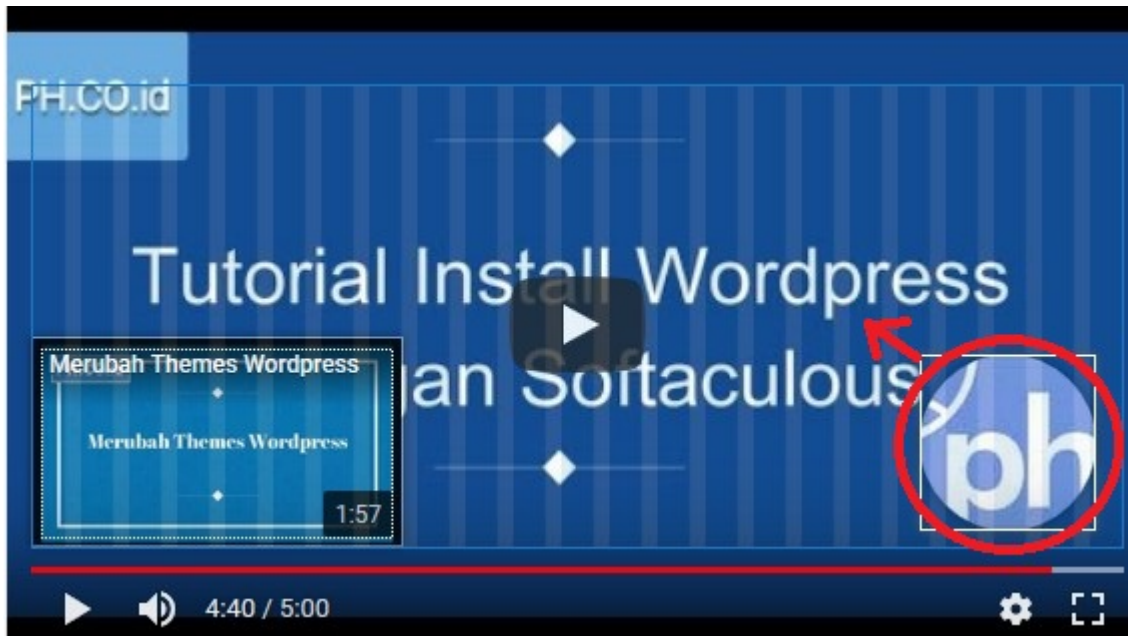 PH.CO.id
Tutorial Install Wordpress
gan Softaculous
Merubah Themes Wordpress
Merubah Themes Wordpress
1:57
ph
4:40 / 5:00